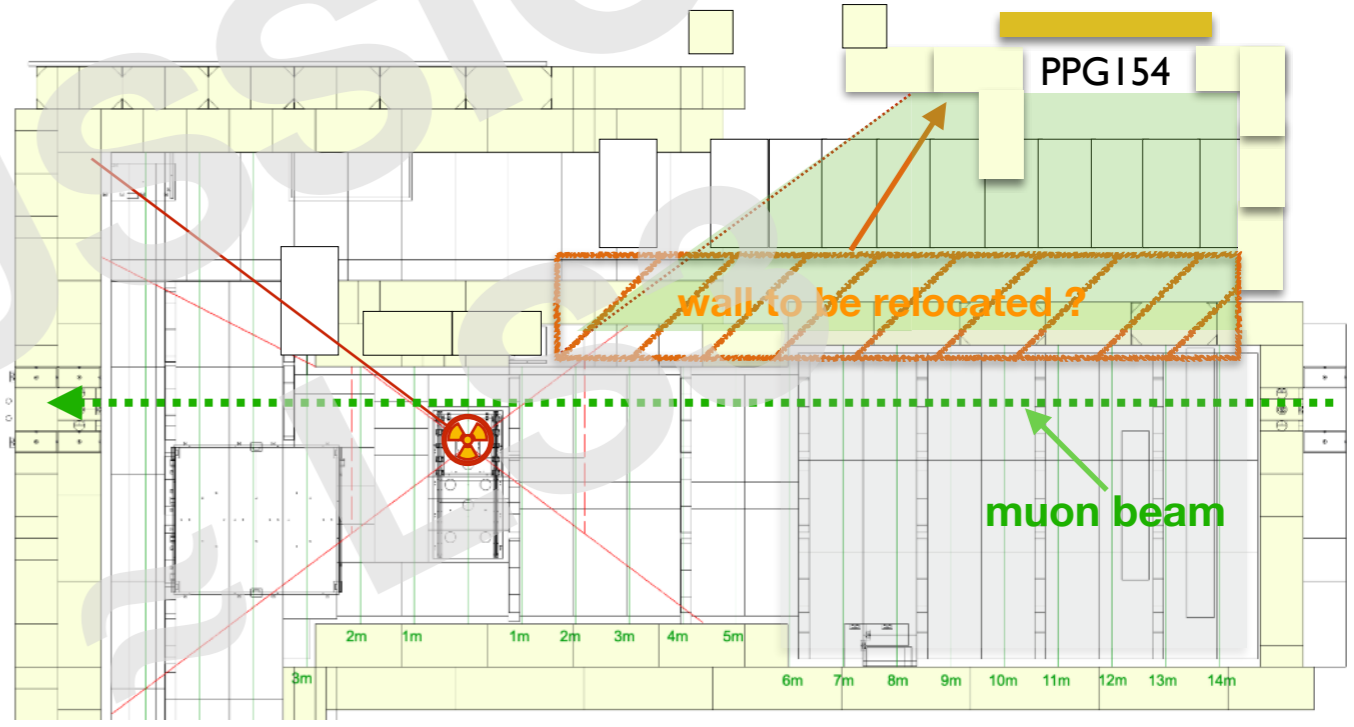 PPG154
wall to be relocated ?
muon beam
2m 1m 1m 2m 3m 4m 5m
3m 6m 7m 8m 9m 10m 11m 12m 13m 14m